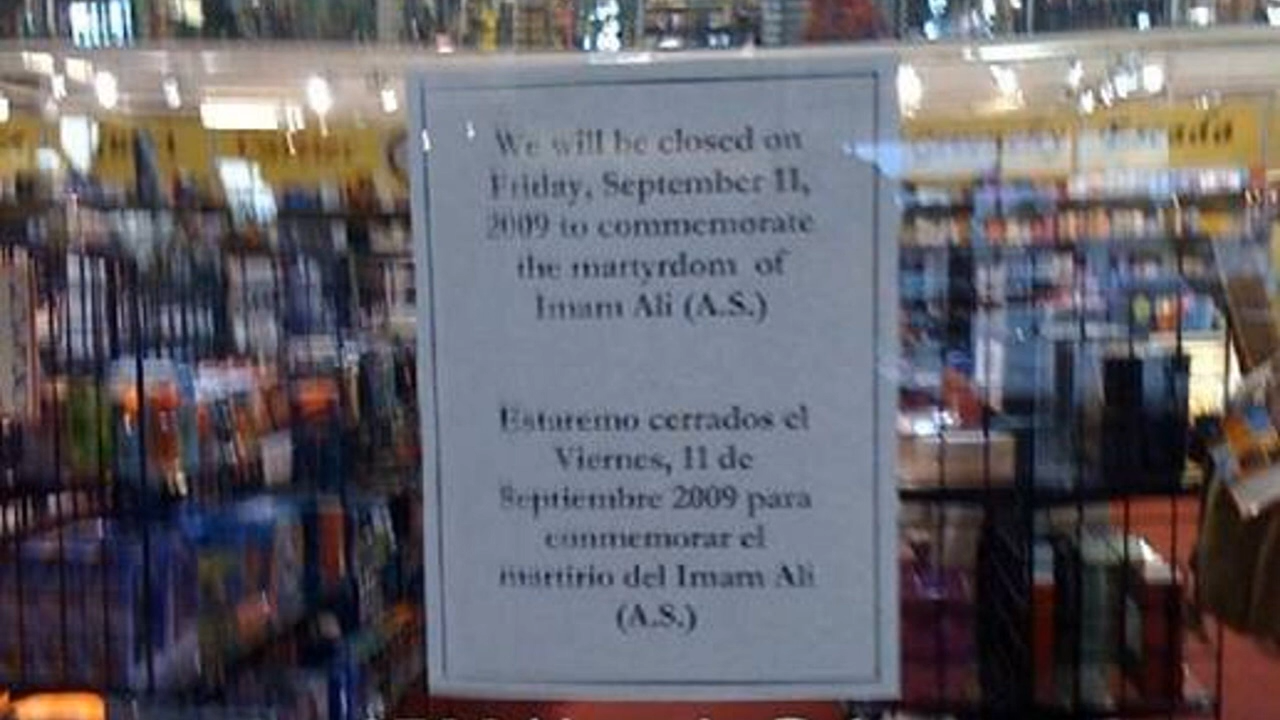 We will be closed on
Friday, September 11,
2009 to commemorate
the martyrdom of
Imam Ali (A.S.)
Estaremo cerrados el
Viernes, 11 de
Septiembre 2009 para
conmemorar el
martirio del Imam Ali
(A.S.)